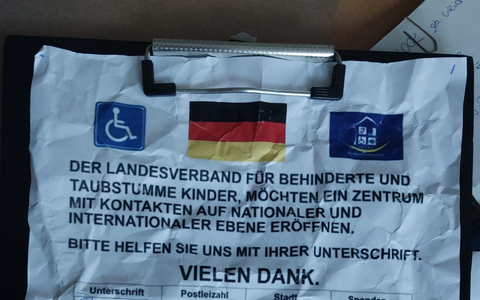 DER LANDESVERBAND FÜR BEHINDERTE UND
TAUBSTUMME KINDER, MÖCHTEN EIN ZENTRUM
MIT KONTAKTEN AUF NATIONALER UND
INTERNATIONALER EBENE ERÖFFNEN.
BITTE HELFEN SIE UNS MIT IHRER UNTERSCHRIFT.
VIELEN DANK.
Unterschrift Postleizahl Stadt Spenden